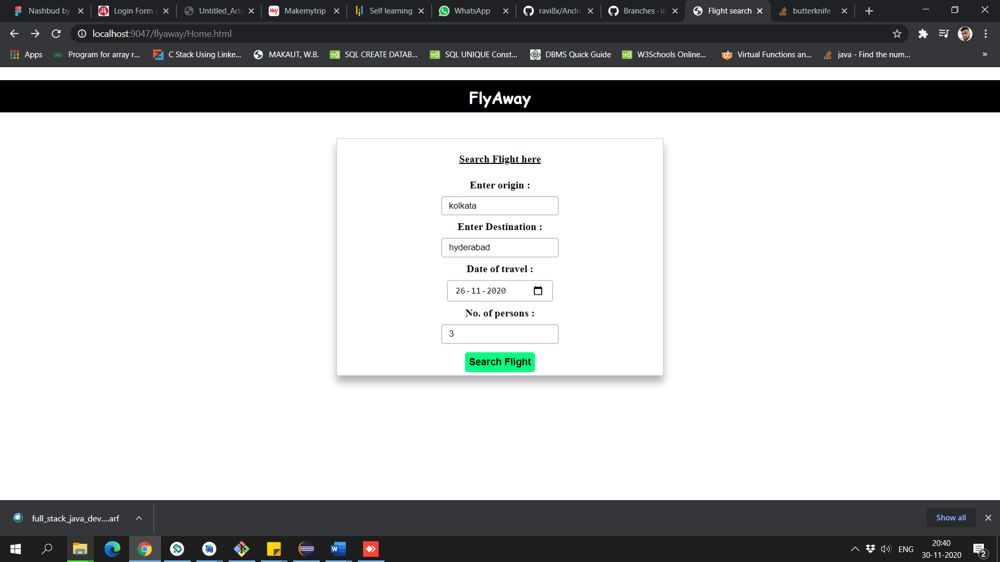 Nashbud by
Login Form
Untitled_Art
Makemytrip
Self learning
WhatsApp
ravi8x/Andro
Branches · in
Flight search
butterknife -
localhost:9047/flyaway/Home.html
Apps
Program for array r...
C Stack Using Linke...
MAKAUT, W.B.
SQL CREATE DATAB...
SQL UNIQUE Const...
DBMS Quick Guide
W3Schools Online...
Virtual Functions an...
java - Find the num...
»
FlyAway
Search Flight here
Enter origin :
kolkata
Enter Destination :
hyderabad
Date of travel :
26-11-2020
No. of persons :
3
Search Flight
full_stack_java_dev....arf
Show all
ENG
20:40
30-11-2020
2